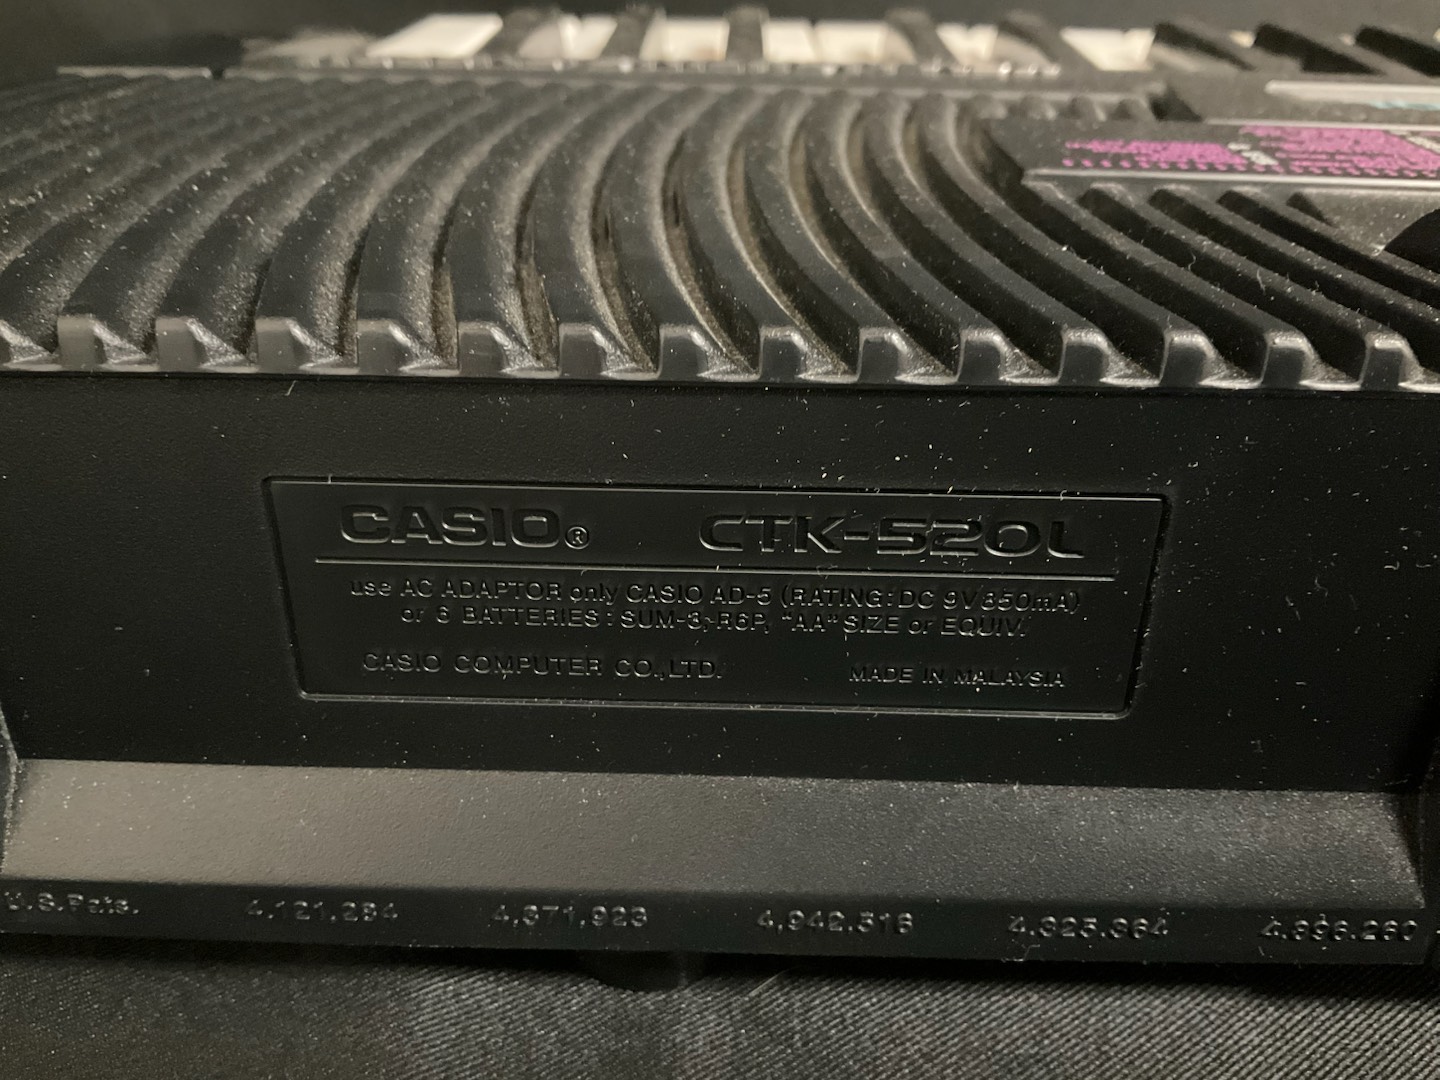 CASIO® CTK-520L
use AC ADAPTOR only CASIO AD-5 (RATING: DC 9V 850mA)
or 6 BATTERIES: SUM-3, R6P, "AA" SIZE or EQUIV.
CASIO COMPUTER CO., LTD. MADE IN MALAYSIA
U.S.Pats. 4,121,284 4,371,923 4,942,516 4,325,364